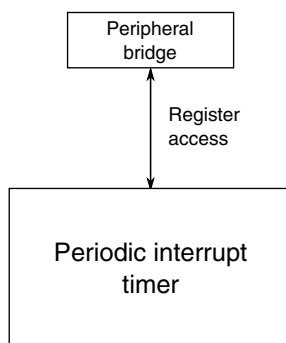 Peripheral
bridge
Register
access
Periodic interrupt
timer